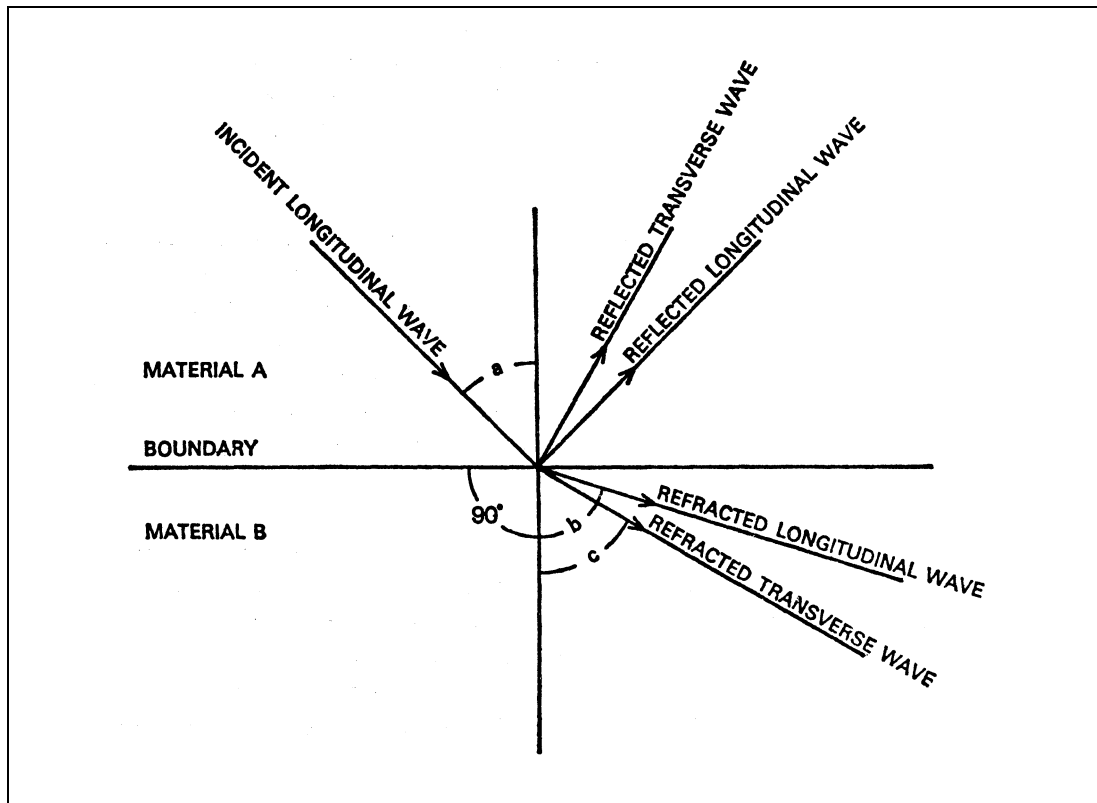 INCIDENT LONGITUDINAL WAVE
REFLECTED TRANSVERSE WAVE
REFLECTED LONGITUDINAL WAVE
a
MATERIAL A
BOUNDARY
90°
b
MATERIAL B
c
REFRACTED LONGITUDINAL WAVE
REFRACTED TRANSVERSE WAVE